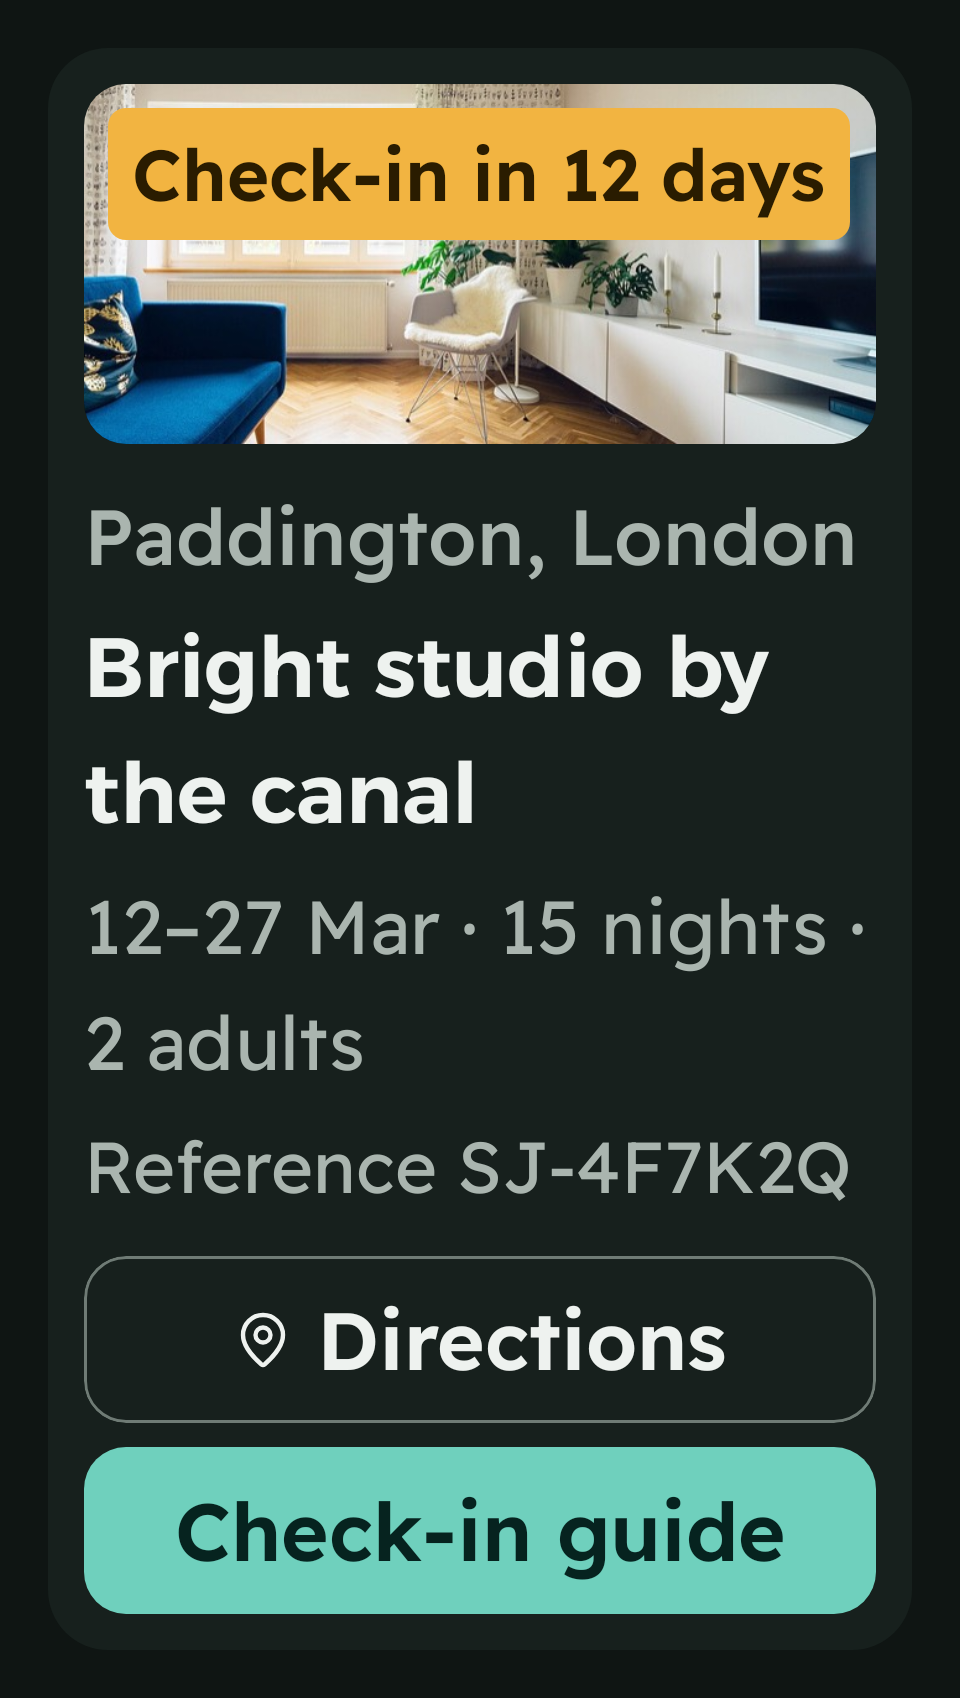 Check-in in 12 days
Paddington, London
Bright studio by
the canal
12–27 Mar · 15 nights ·
2 adults
Reference SJ-4F7K2Q
Directions
Check-in guide